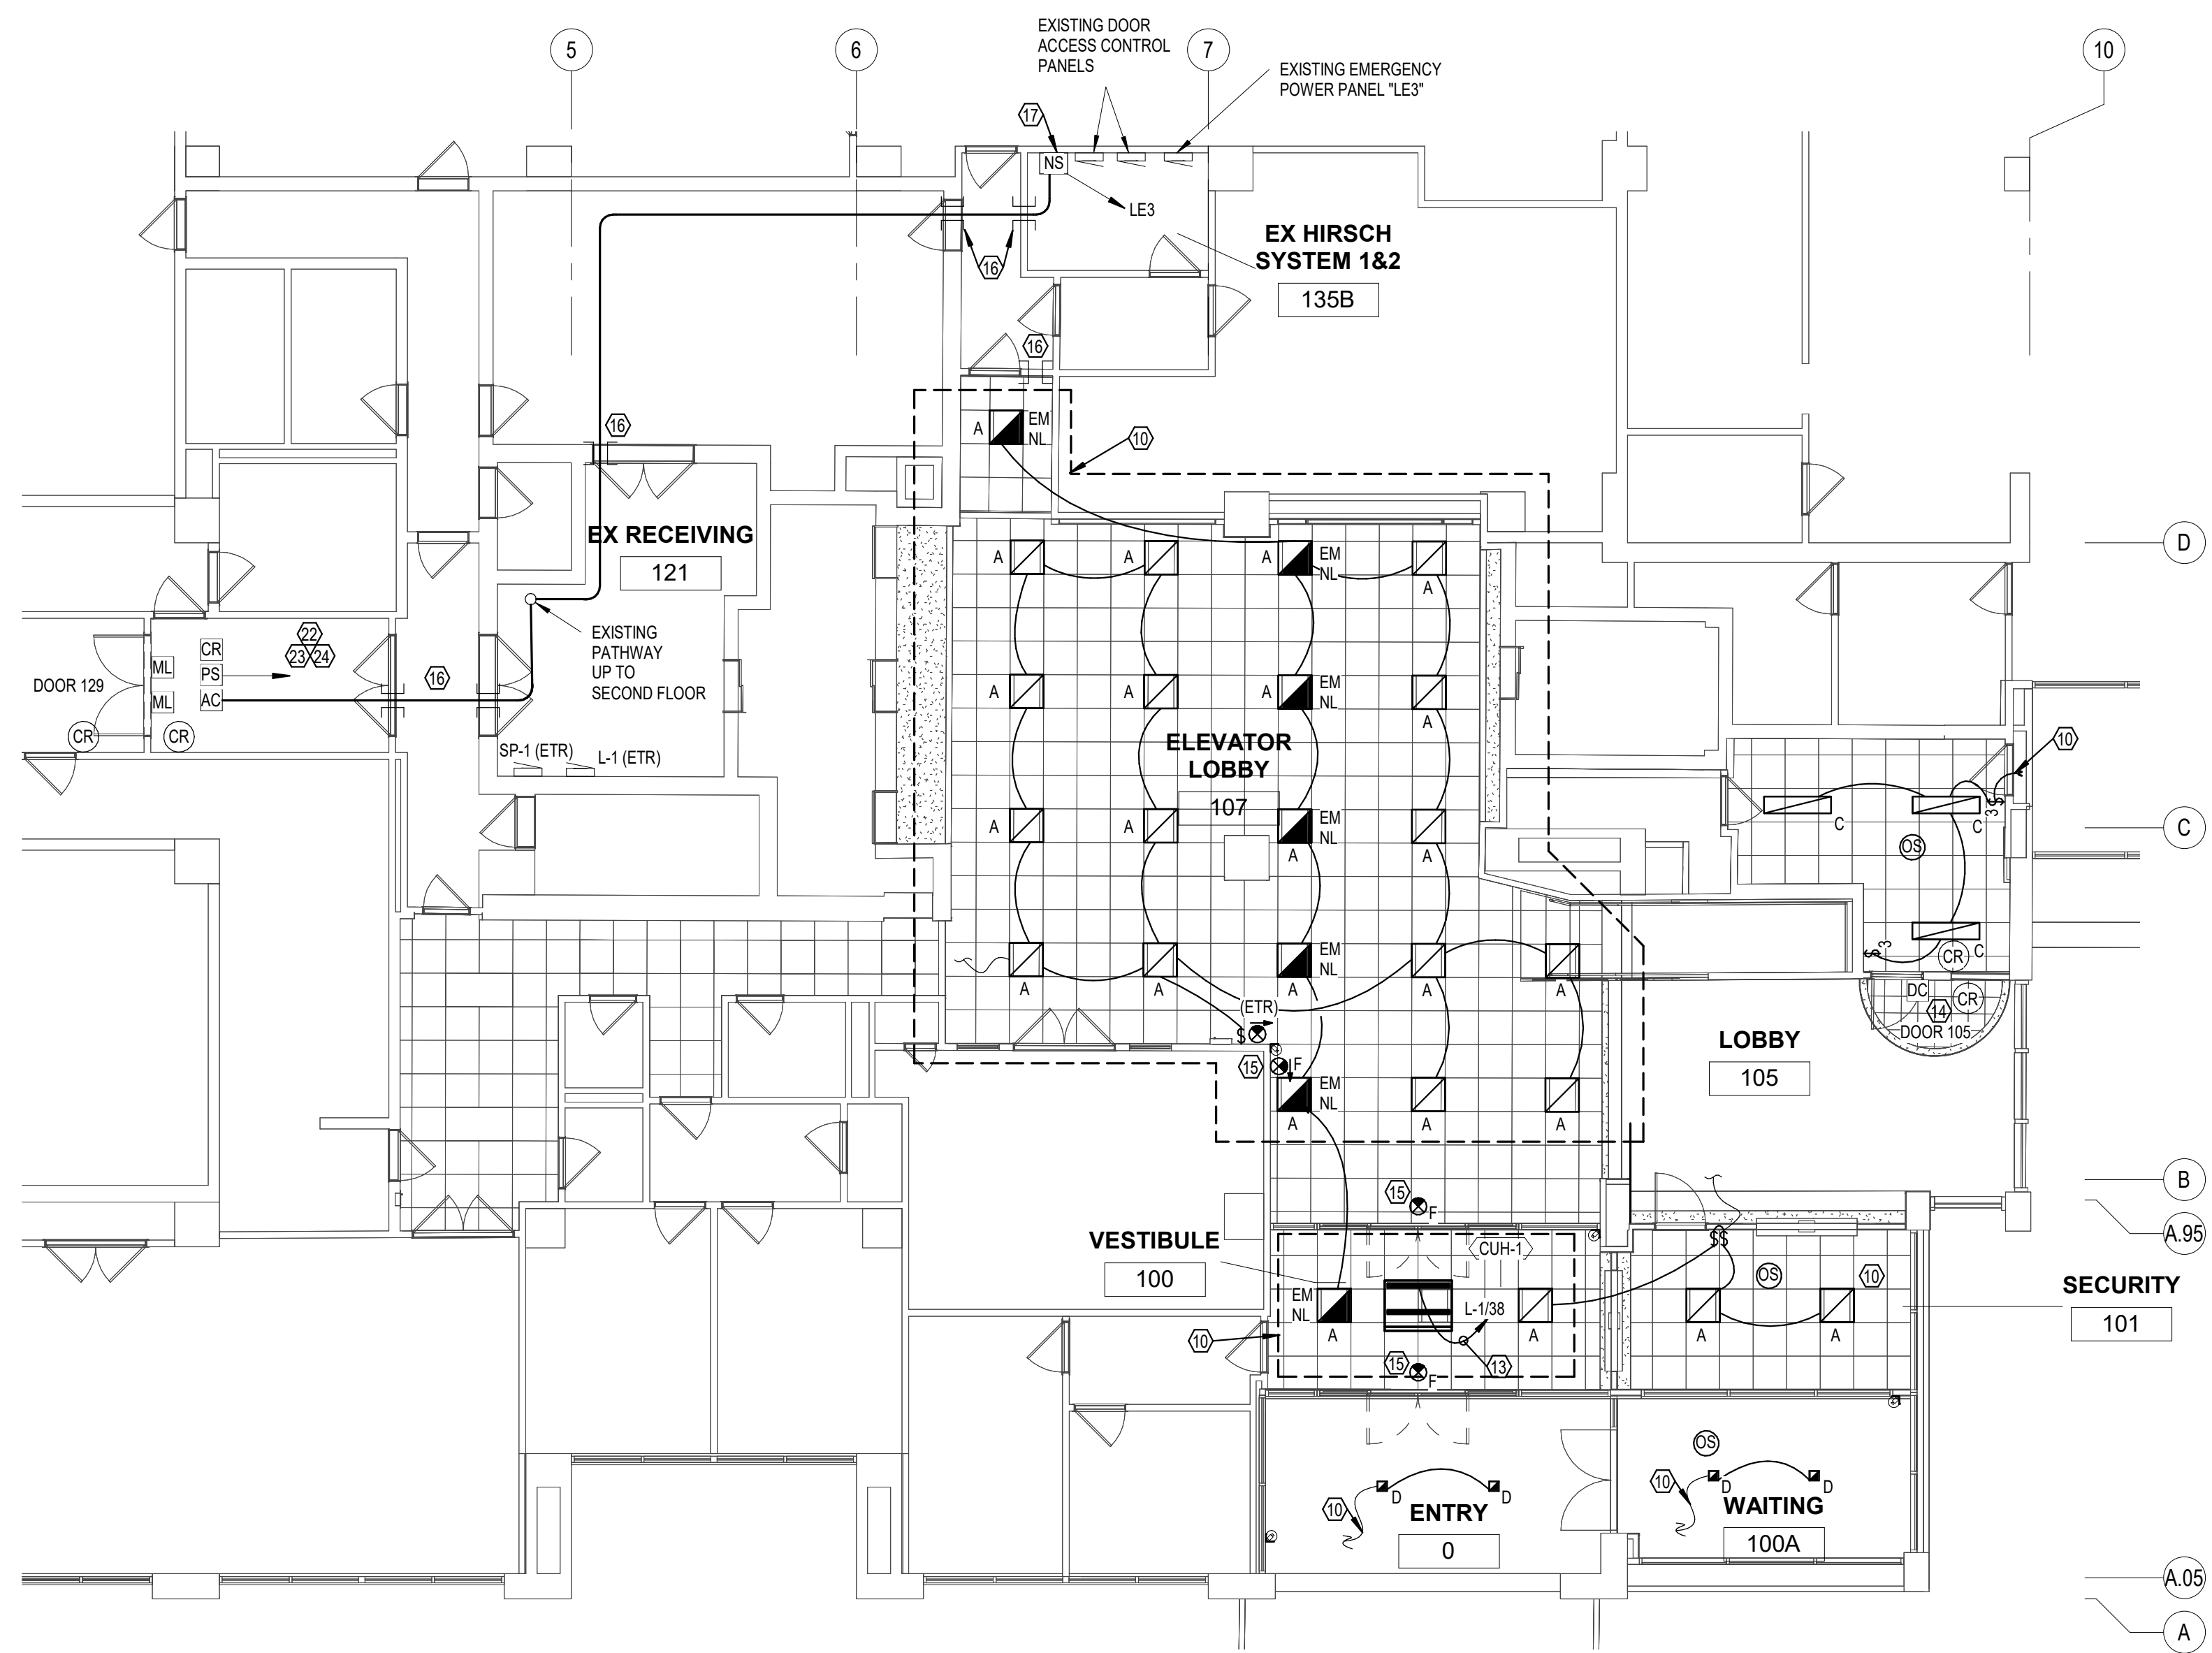 5
6
EXISTING DOOR
ACCESS CONTROL
PANELS
7
EXISTING EMERGENCY
POWER PANEL "LE3"
10
17
NS
LE3
EX HIRSCH
SYSTEM 1&2
135B
16
16
A
EM
NL
10
16
EX RECEIVING
121
A
A
A
EM
NL
A
D
EXISTING
PATHWAY
UP TO
SECOND FLOOR
22
23
24
CR
PS
AC
ML
ML
DOOR 129
CR
CR
16
A
A
A
EM
NL
A
SP-1 (ETR)
L-1 (ETR)
ELEVATOR
LOBBY
107
10
A
A
EM
NL
A
A
C
C
$3
OS
C
EM
NL
A
A
A
A
A
$3
CR
C
(ETR)
$
DC
14
CR
DOOR 105
LOBBY
105
15
F
EM
NL
A
A
A
15
F
B
A.95
VESTIBULE
100
CUH-1
$$
OS
10
SECURITY
101
EM
NL
A
L-1/38
A
A
A
10
15
F
13
OS
10
D
D
ENTRY
0
10
D
D
WAITING
100A
A.05
A